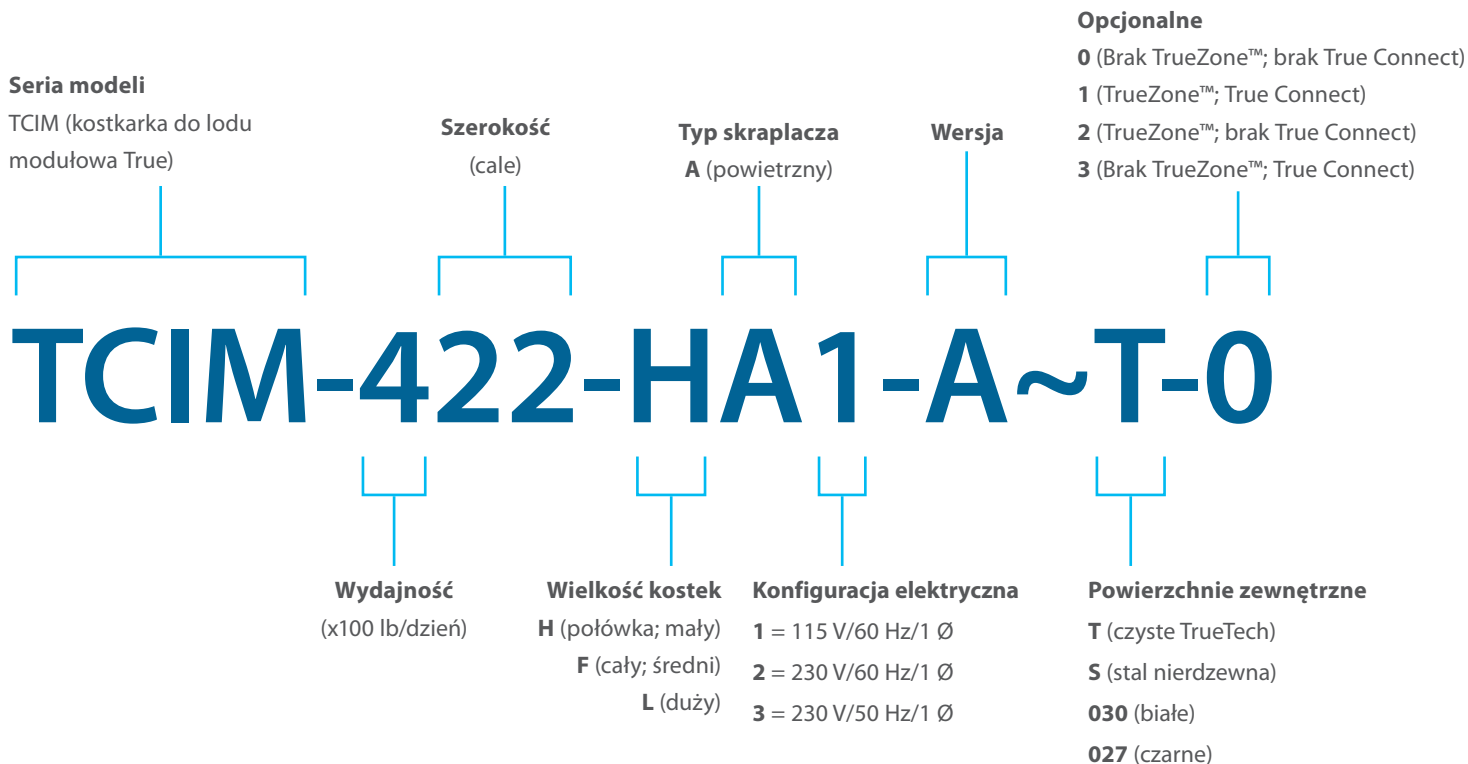 Opcjonalne
0 (Brak TrueZone™; brak True Connect)
1 (TrueZone™; True Connect)
2 (TrueZone™; brak True Connect)
3 (Brak TrueZone™; True Connect)
Seria modeli
TCIM (kostkarka do lodu
modułowa True)
Szerokość
(cale)
Typ skraplacza
A (powietrzny)
Wersja
TCIM-422-HA1-A~T-0
Wydajność
(x100 lb/dzień)
Wielkość kostek
H (połówka; mały)
F (cały; średni)
L (duży)
Konfiguracja elektryczna
1 = 115 V/60 Hz/1 Ø
2 = 230 V/60 Hz/1 Ø
3 = 230 V/50 Hz/1 Ø
Powierzchnie zewnętrzne
T (czyste TrueTech)
S (stal nierdzewna)
030 (białe)
027 (czarne)